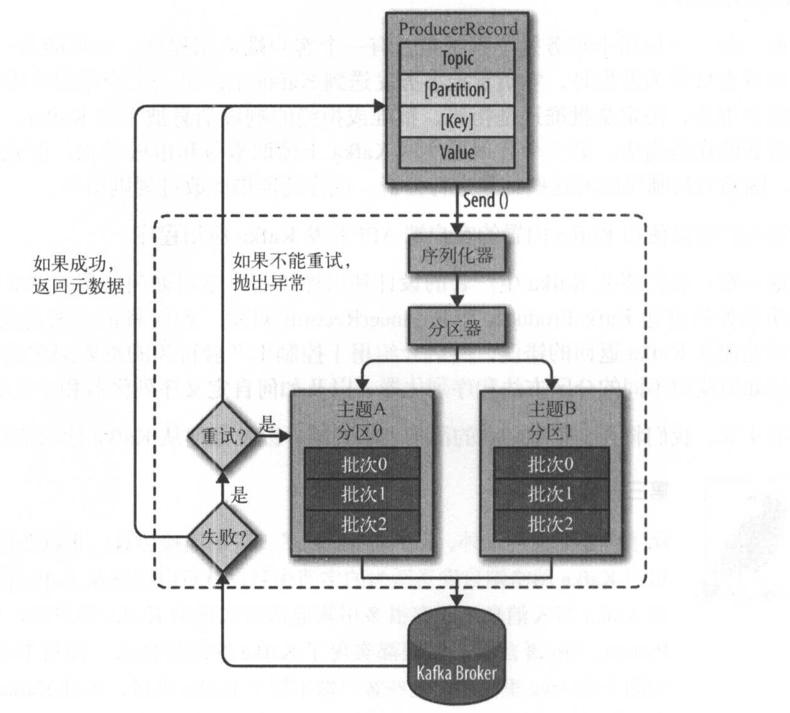 ProducerRecord
Topic
[Partition]
[Key]
Value
Send ()
如果成功，
返回元数据
如果不能重试，
抛出异常
序列化器
分区器
主题A
分区0
批次0
批次1
批次2
主题B
分区1
批次0
批次1
批次2
重试？
是
是
失败？
Kafka Broker